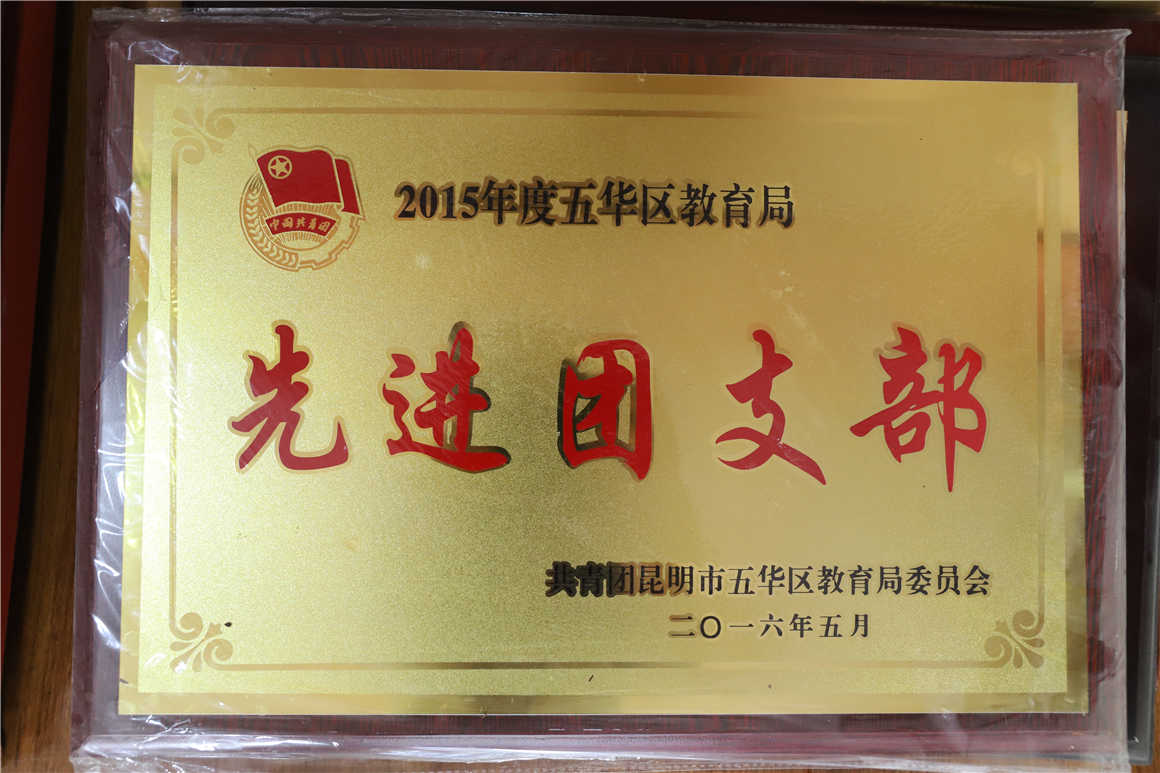 中国共青团
2015年度五华区教育局
先进团支部
共青团昆明市五华区教育局委员会
二〇一六年五月